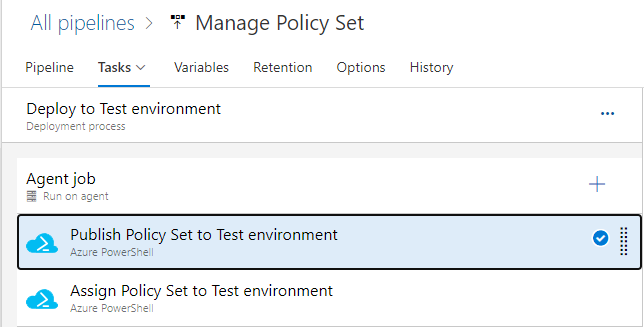 All pipelines > Manage Policy Set
Pipeline Tasks Variables Retention Options History
Deploy to Test environment
Deployment process
Agent job
Run on agent
Publish Policy Set to Test environment
Azure PowerShell
Assign Policy Set to Test environment
Azure PowerShell